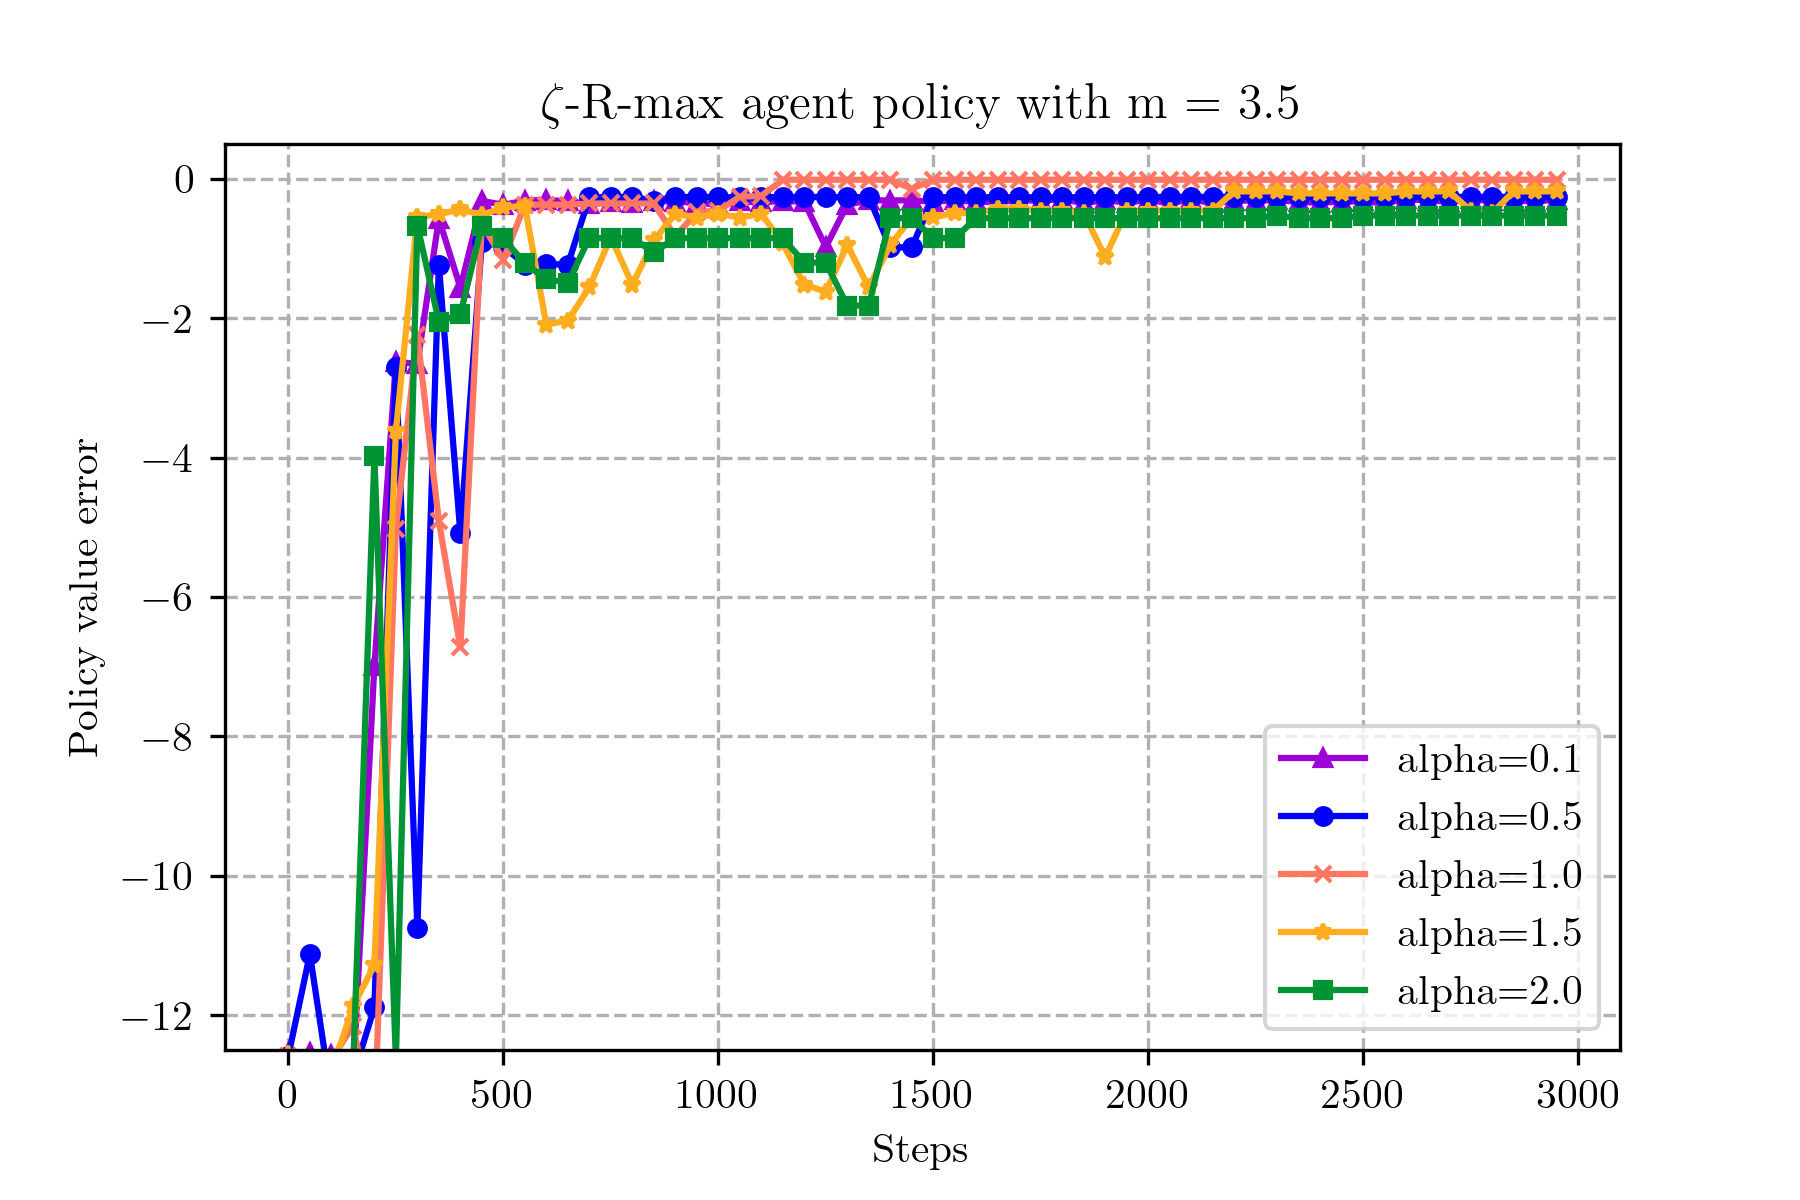 ζ-R-max agent policy with m = 3.5
0
−2
−4
−6
−8
−10
−12
Policy value error
0 500 1000 1500 2000 2500 3000
Steps
alpha=0.1
alpha=0.5
alpha=1.0
alpha=1.5
alpha=2.0